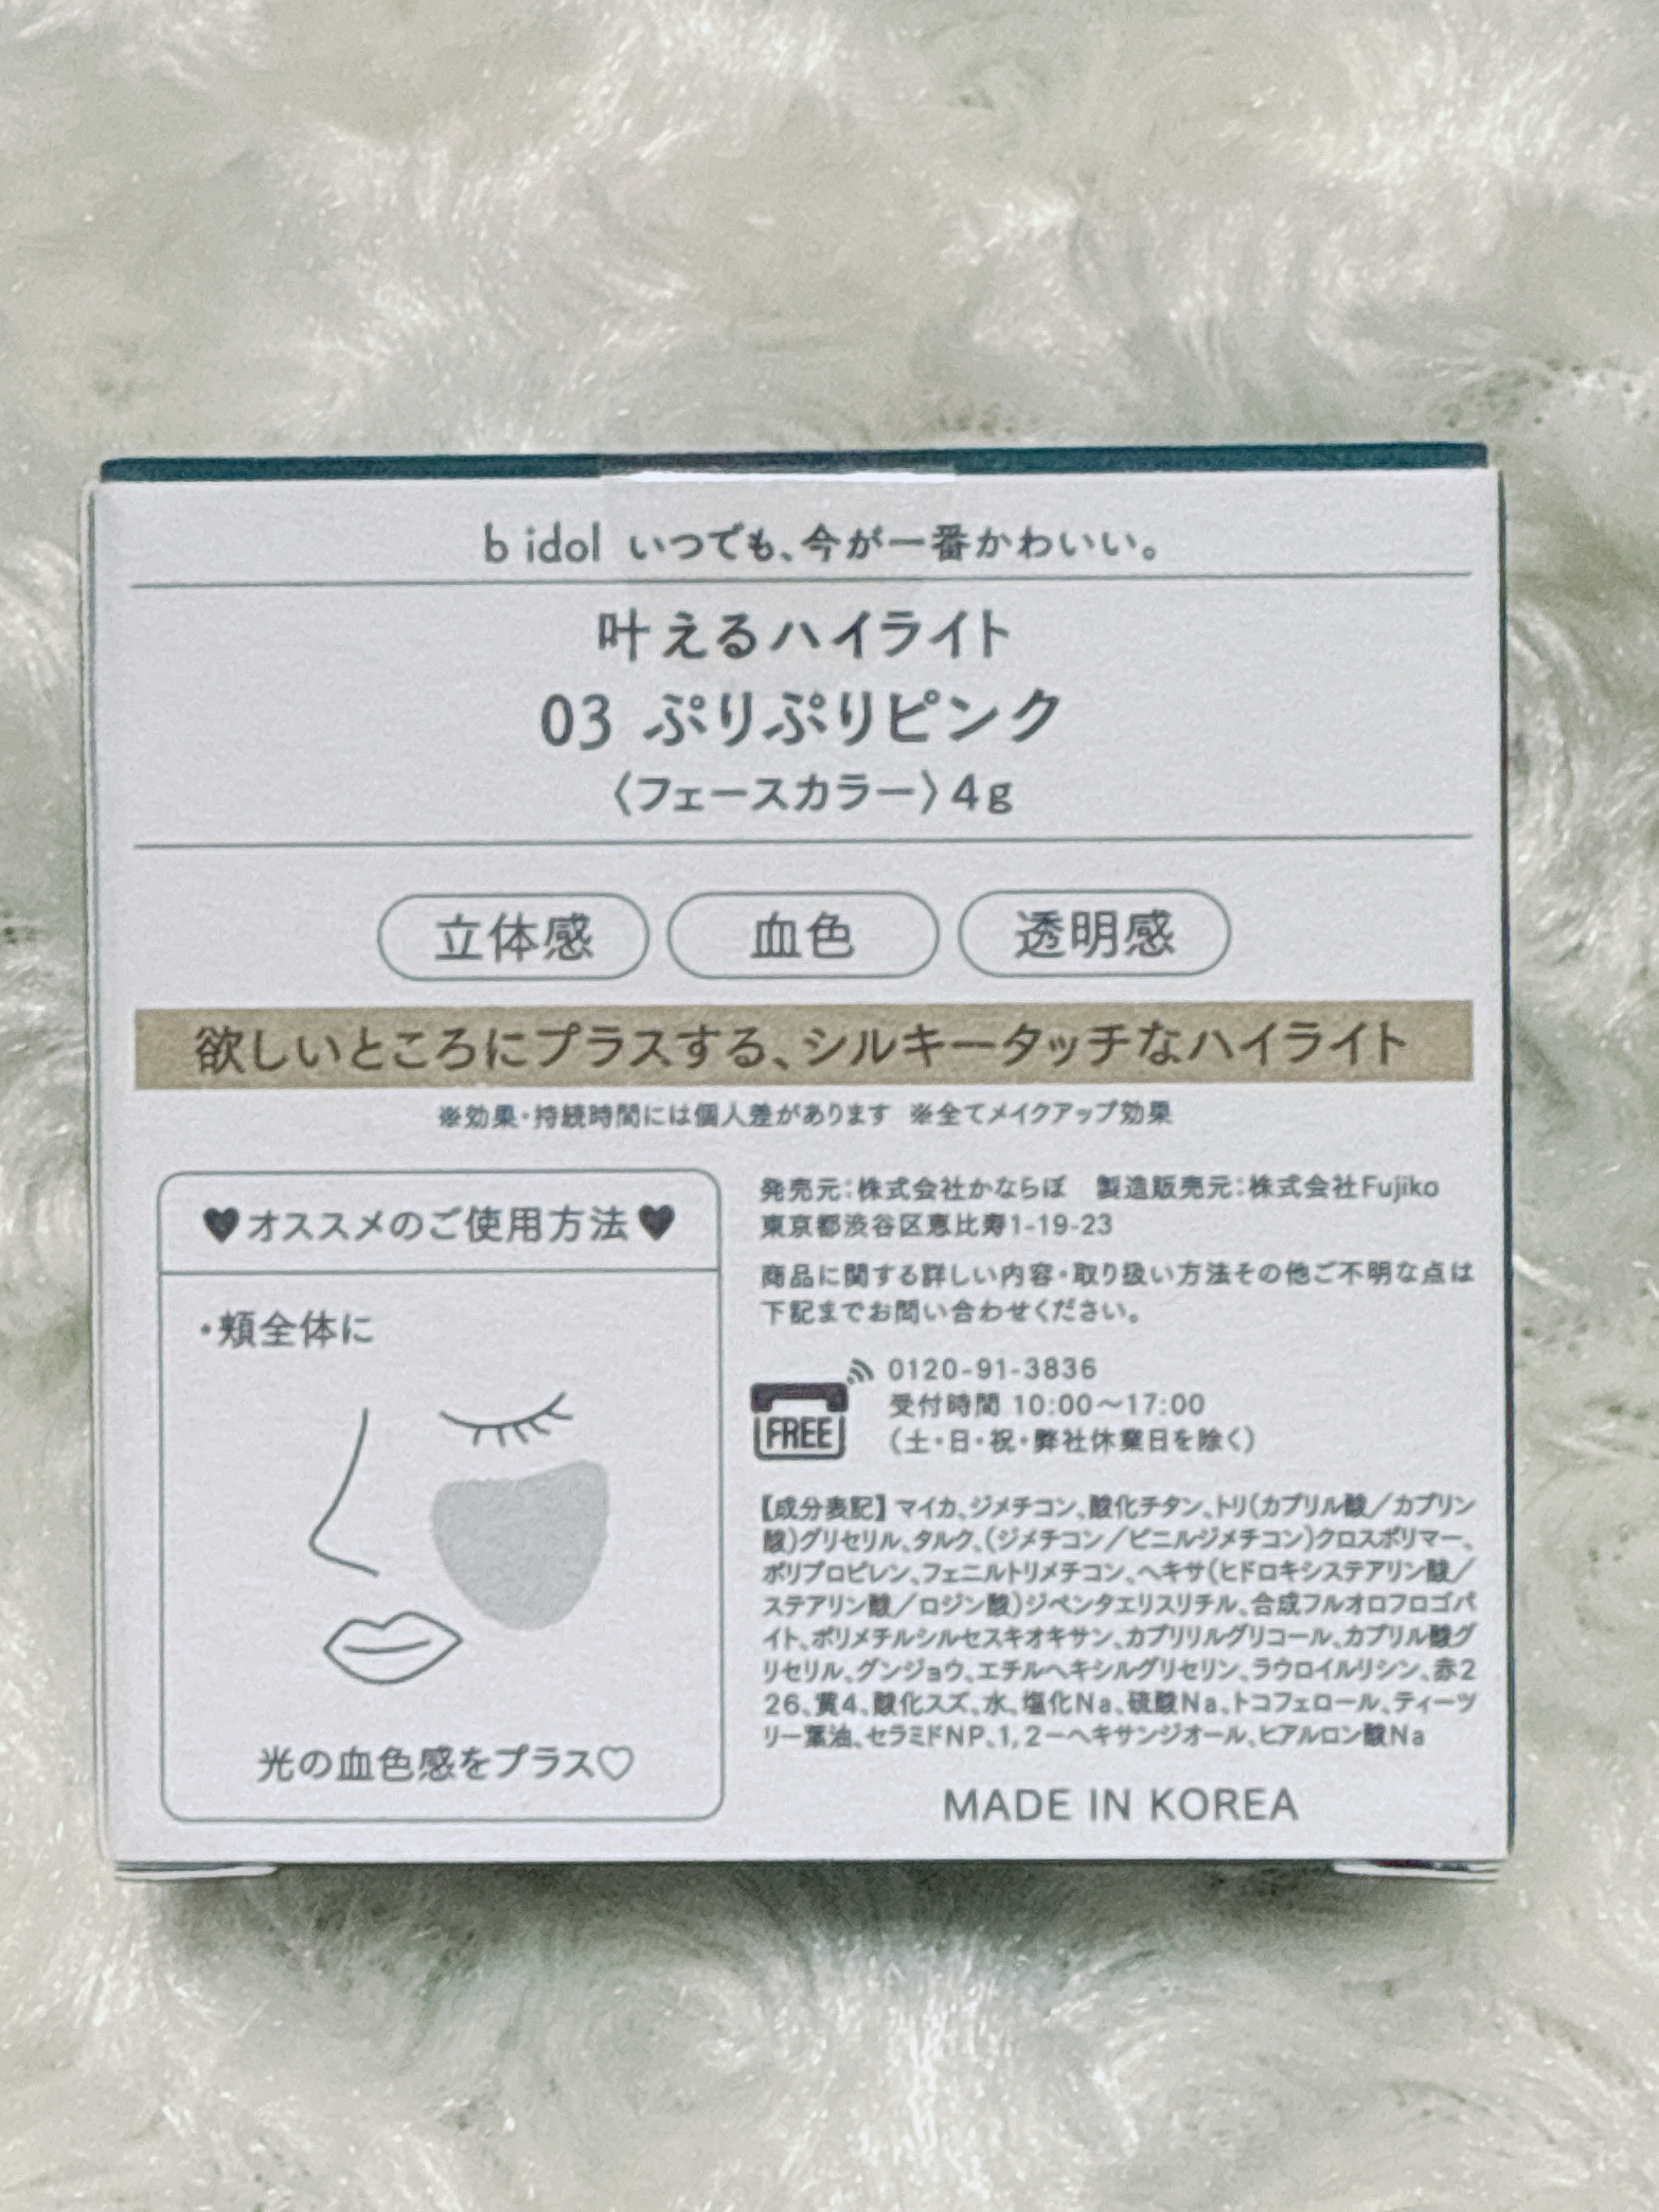 b idol いつでも、今が一番かわいい。
叶えるハイライト
03 ぷりぷりピンク
〈フェースカラー〉4g
立体感 血色 透明感
欲しいところにプラスする、シルキータッチなハイライト
※効果・持続時間には個人差があります ※全てメイクアップ効果
♥オススメのご使用方法♥
・頬全体に
光の血色感をプラス♡
発売元：株式会社かならぼ 製造販売元：株式会社Fujiko
東京都渋谷区恵比寿1-19-23
商品に関する詳しい内容・取り扱い方法その他ご不明な点は
下記までお問い合わせください。
FREE
0120-91-3836
受付時間 10:00～17:00
（土・日・祝・弊社休業日を除く）
【成分表記】マイカ、ジメチコン、酸化チタン、トリ（カプリル酸／カプリン
酸）グリセリル、タルク、（ジメチコン／ビニルジメチコン）クロスポリマー、
ポリプロピレン、フェニルトリメチコン、ヘキサ（ヒドロキシステアリン酸／
ステアリン酸／ロジン酸）ジペンタエリスリチル、合成フルオロフロゴパ
イト、ポリメチルシルセスキオキサン、カプリリルグリコール、カプリル酸グ
リセリル、グンジョウ、エチルヘキシルグリセリン、ラウロイルリシン、赤2
26、黄4、酸化スズ、水、塩化Na、硫酸Na、トコフェロール、ティーツ
リー葉油、セラミドNP、1,2－ヘキサンジオール、ヒアルロン酸Na
MADE IN KOREA